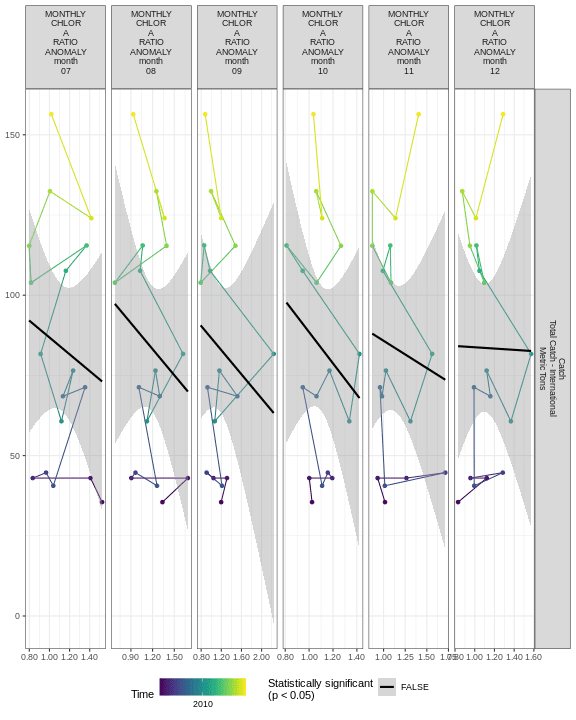 MONTHLY
CHLOR
A
RATIO
ANOMALY
month
07
MONTHLY
CHLOR
A
RATIO
ANOMALY
month
08
MONTHLY
CHLOR
A
RATIO
ANOMALY
month
09
MONTHLY
CHLOR
A
RATIO
ANOMALY
month
10
MONTHLY
CHLOR
A
RATIO
ANOMALY
month
11
MONTHLY
CHLOR
A
RATIO
ANOMALY
month
12
150
100
50
0
Catch
Total Catch - International
Metric Tons
0.80 1.00 1.20 1.40
0.90 1.20 1.50
0.80 1.20 1.60 2.00
0.80 1.00 1.20 1.40
1.00 1.25 1.50 1.75
0.80 1.00 1.20 1.40 1.60
Time
2010
Statistically significant
(p < 0.05)
FALSE